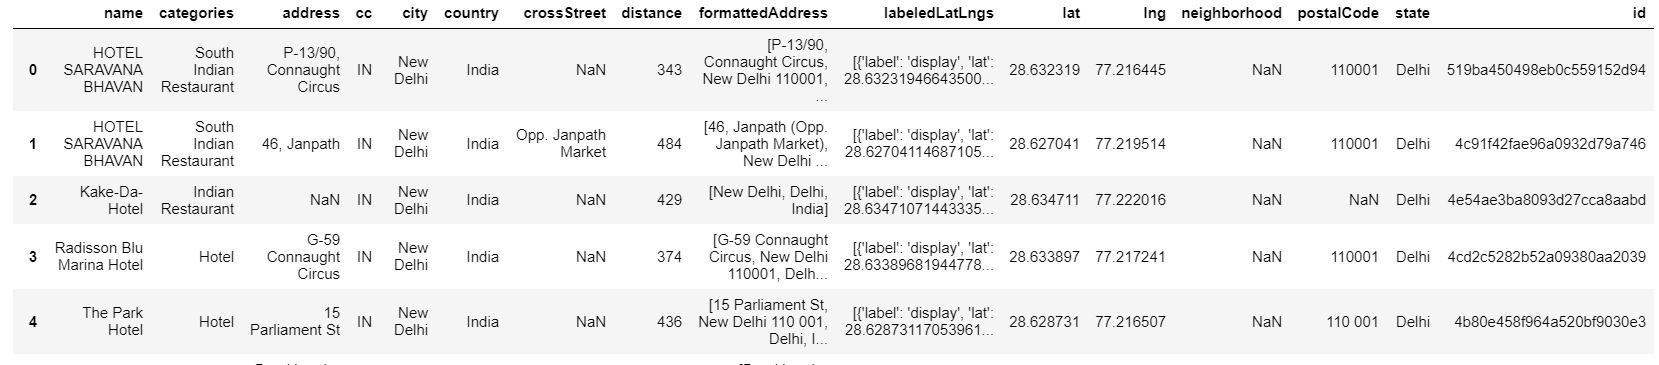 name categories address cc city country crossStreet distance formattedAddress labeledLatLngs lat lng neighborhood postalCode state id
HOTEL South P-13/90, [P-13/90,
0 SARAVANA Indian Connaught IN New India NaN 343 Connaught Circus, [{'label': 'display', 'lat': 28.632319 77.216445 NaN 110001 Delhi 519ba450498eb0c559152d94
BHAVAN Restaurant Circus Delhi New Delhi 110001, 28.63231946643500...
...
HOTEL South [46, Janpath (Opp.
1 SARAVANA Indian 46, Janpath IN New India Opp. Janpath 484 Janpath Market), [{'label': 'display', 'lat': 28.627041 77.219514 NaN 110001 Delhi 4c91f42fae96a0932d79a746
BHAVAN Restaurant Delhi Market New Delhi ... 28.62704114687105...
2 Kake-Da- Indian NaN IN New India NaN 429 [New Delhi, Delhi, [{'label': 'display', 'lat': 28.634711 77.222016 NaN NaN Delhi 4e54ae3ba8093d27cca8aabd
Hotel Restaurant Delhi India] 28.63471071443335...
G-59 [G-59 Connaught
3 Radisson Blu Hotel Connaught IN New India NaN 374 Circus, New Delhi [{'label': 'display', 'lat': 28.633897 77.217241 NaN 110001 Delhi 4cd2c5282b52a09380aa2039
Marina Hotel Circus Delhi 110001, Delh... 28.63389681944778...
[15 Parliament St,
4 The Park Hotel 15 IN New India NaN 436 New Delhi 110 001, [{'label': 'display', 'lat': 28.628731 77.216507 NaN 110 001 Delhi 4b80e458f964a520bf9030e3
Hotel Parliament St Delhi Delhi, I... 28.62873117053961...